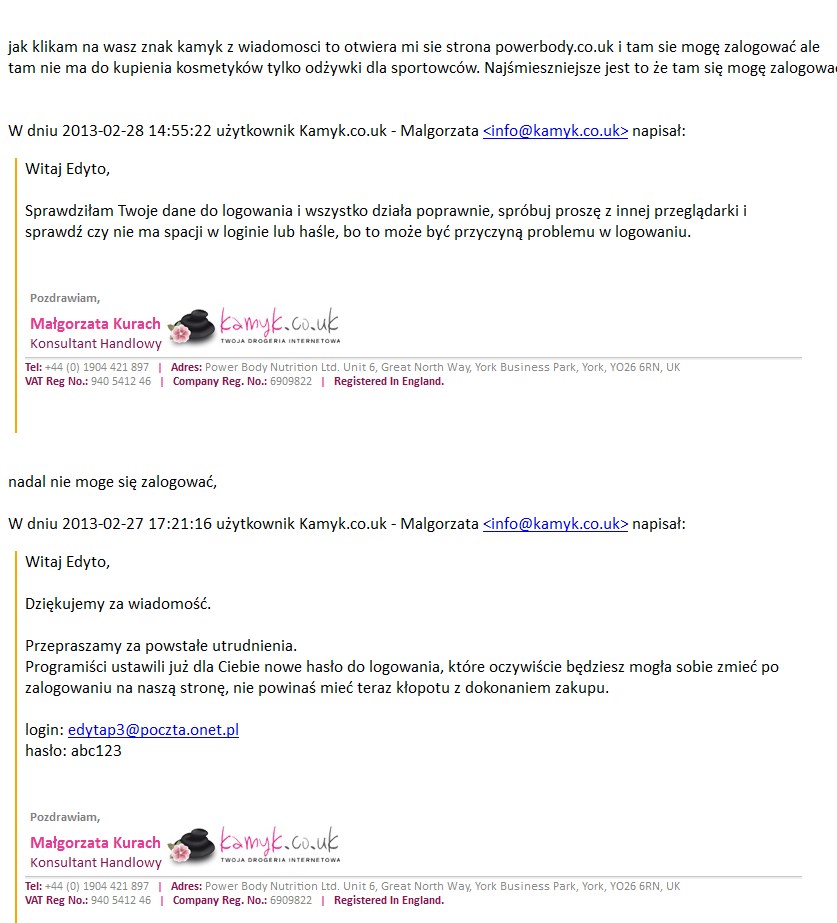 jak klikam na wasz znak kamyk z wiadomosci to otwiera mi sie strona powerbody.co.uk i tam sie mogę zalogować ale
tam nie ma do kupienia kosmetyków tylko odżywki dla sportowców. Najśmieszniejsze jest to że tam się mogę zalogowa
W dniu 2013-02-28 14:55:22 użytkownik Kamyk.co.uk - Malgorzata <info@kamyk.co.uk> napisał:
Witaj Edyto,
Sprawdziłam Twoje dane do logowania i wszystko działa poprawnie, spróbuj proszę z innej przeglądarki i
sprawdź czy nie ma spacji w loginie lub haśle, bo to może być przyczyną problemu w logowaniu.
Pozdrawiam,
Małgorzata Kurach
Konsultant Handlowy
kamyk.co.uk
TWOJA DROGERIA INTERNETOWA
Tel: +44 (0) 1904 421 897 | Adres: Power Body Nutrition Ltd. Unit 6, Great North Way, York Business Park, York, YO26 6RN, UK
VAT Reg No.: 940 5412 46 | Company Reg. No.: 6909822 | Registered In England.
nadal nie moge się zalogować,
W dniu 2013-02-27 17:21:16 użytkownik Kamyk.co.uk - Malgorzata <info@kamyk.co.uk> napisał:
Witaj Edyto,
Dziękujemy za wiadomość.
Przepraszamy za powstałe utrudnienia.
Programiści ustawili już dla Ciebie nowe hasło do logowania, które oczywiście będziesz mogła sobie zmieć po
zalogowaniu na naszą stronę, nie powinaś mieć teraz kłopotu z dokonaniem zakupu.
login: edytap3@poczta.onet.pl
hasło: abc123
Pozdrawiam,
Małgorzata Kurach
Konsultant Handlowy
kamyk.co.uk
TWOJA DROGERIA INTERNETOWA
Tel: +44 (0) 1904 421 897 | Adres: Power Body Nutrition Ltd. Unit 6, Great North Way, York Business Park, York, YO26 6RN, UK
VAT Reg No.: 940 5412 46 | Company Reg. No.: 6909822 | Registered In England.